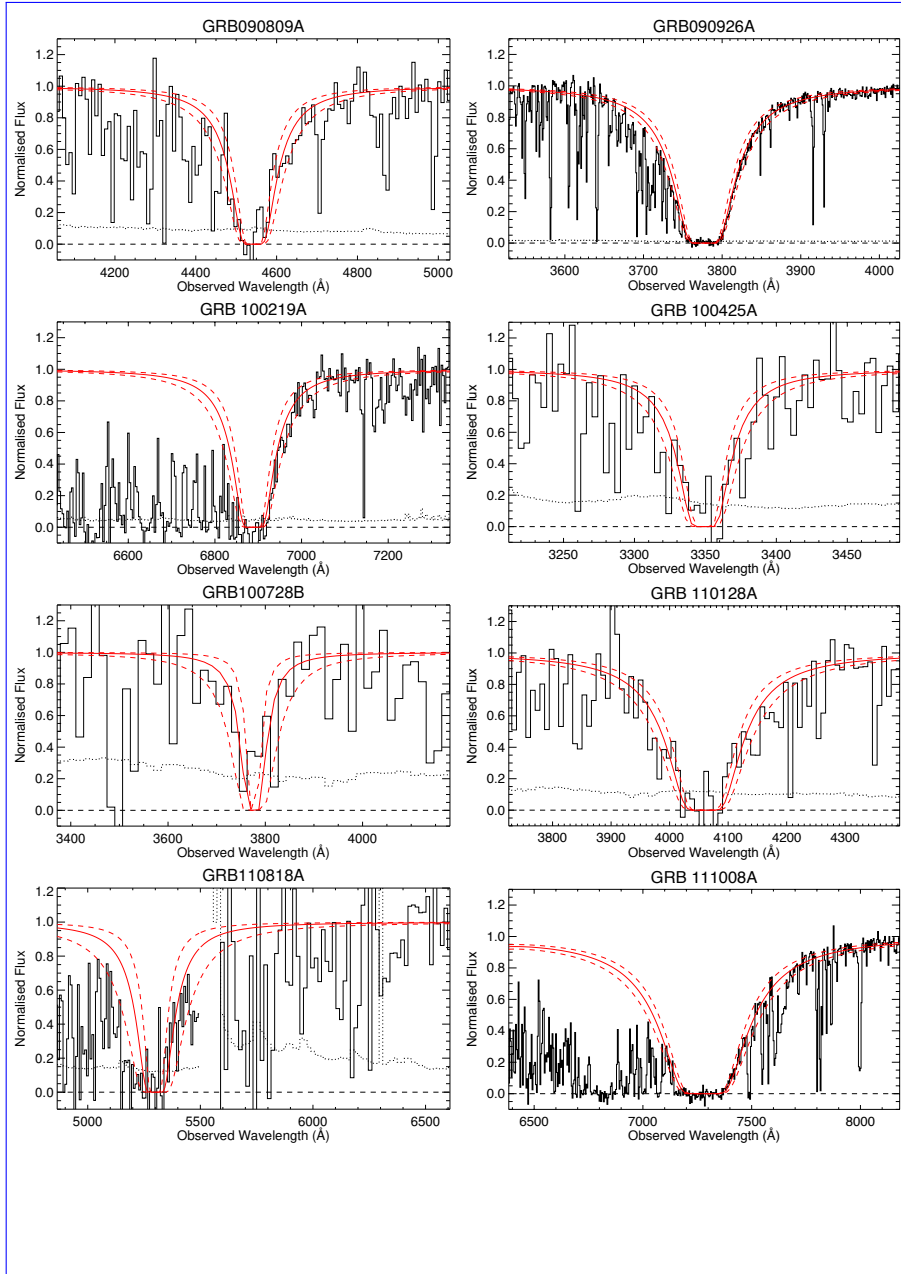 GRB090809A
1.2
1.0
0.8
0.6
0.4
0.2
0.0
Normalised Flux
4200 4400 4600 4800 5000
Observed Wavelength (Å)
GRB090926A
1.2
1.0
0.8
0.6
0.4
0.2
0.0
Normalised Flux
3600 3700 3800 3900 4000
Observed Wavelength (Å)
GRB 100219A
1.2
1.0
0.8
0.6
0.4
0.2
0.0
Normalised Flux
6600 6800 7000 7200
Observed Wavelength (Å)
GRB 100425A
1.2
1.0
0.8
0.6
0.4
0.2
0.0
Normalised Flux
3250 3300 3350 3400 3450
Observed Wavelength (Å)
GRB100728B
1.2
1.0
0.8
0.6
0.4
0.2
0.0
Normalised Flux
3400 3600 3800 4000
Observed Wavelength (Å)
GRB 110128A
1.2
1.0
0.8
0.6
0.4
0.2
0.0
Normalised Flux
3800 3900 4000 4100 4200 4300
Observed Wavelength (Å)
GRB110818A
1.2
1.0
0.8
0.6
0.4
0.2
0.0
Normalised Flux
5000 5500 6000 6500
Observed Wavelength (Å)
GRB 111008A
1.2
1.0
0.8
0.6
0.4
0.2
0.0
Normalised Flux
6500 7000 7500 8000
Observed Wavelength (Å)